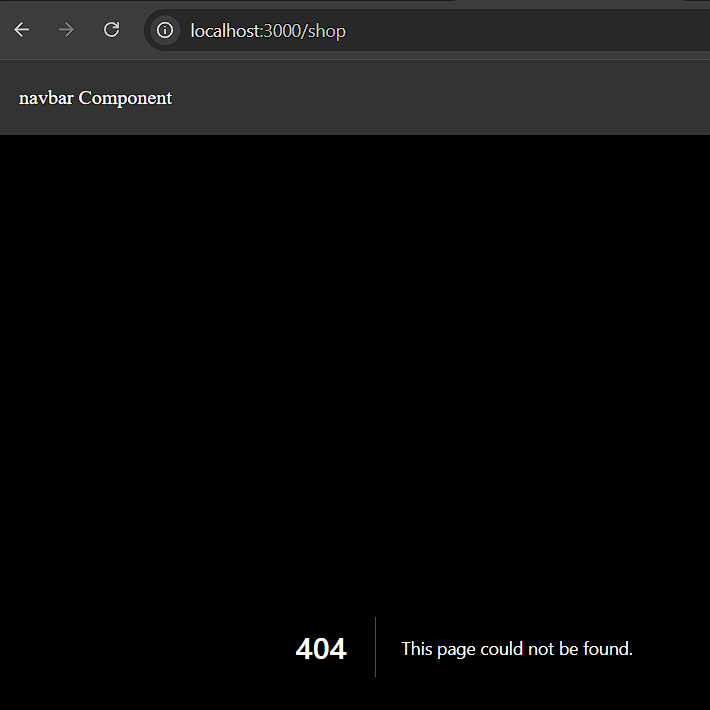 localhost:3000/shop
navbar Component
404
This page could not be found.